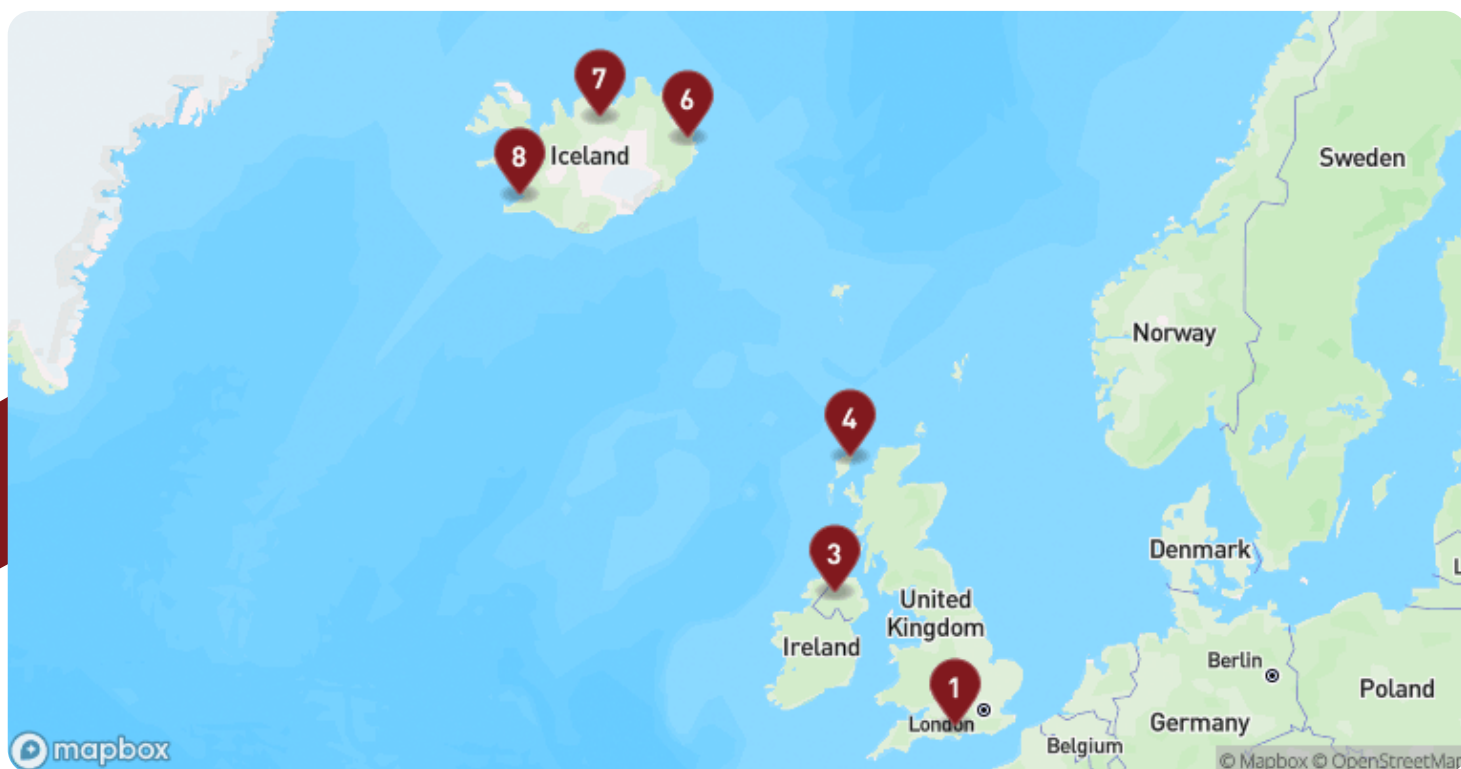 7
6
8
Iceland
Sweden
Norway
4
3
Denmark
L
United
Kingdom
Ireland
Berlin
1
Poland
London
Germany
Belgium
mapbox
© Mapbox © OpenStreetMap